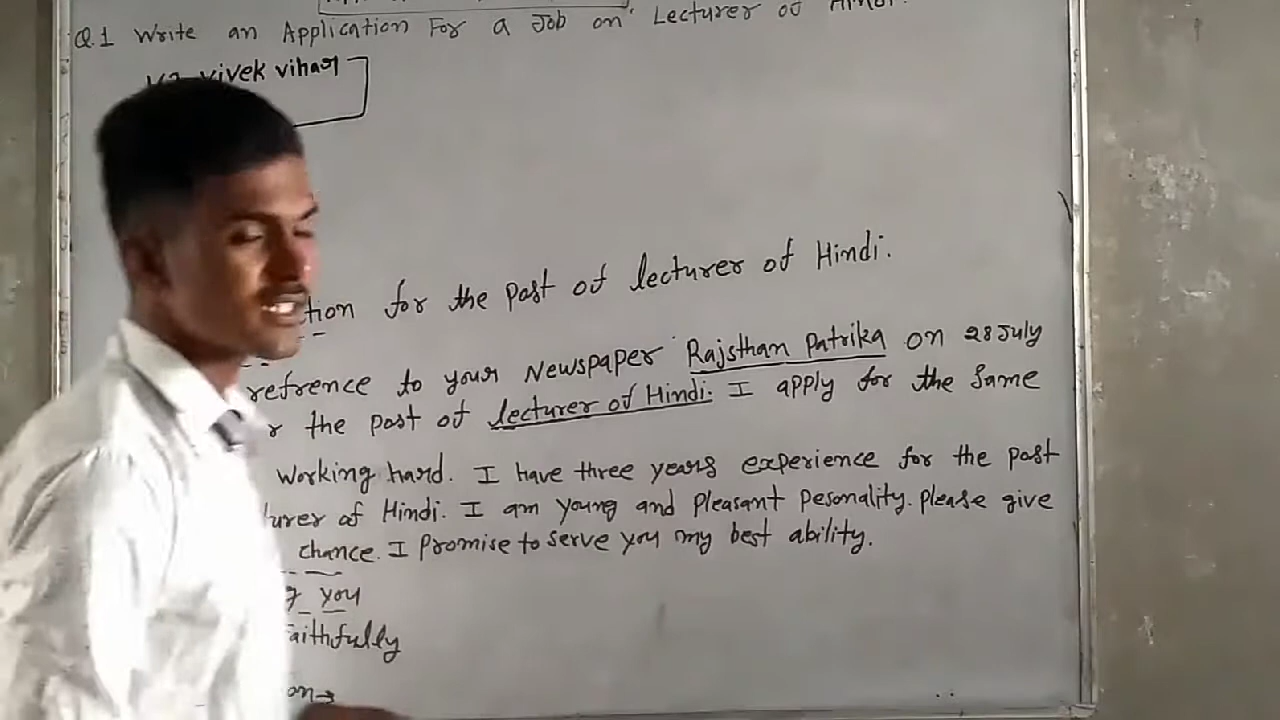 Q.1 Write an Application For a Job on Lecturer of Hindi.
vivek vihar
tion for the Post of lecturer of Hindi.
refrence to your Newspaper Rajsthan Patrika on 28 July
r the post of lecturer of Hindi. I apply for the same
working hard. I have three years experience for the post
turer of Hindi. I am young and pleasant pesonality. please give
chance. I promise to serve you my best ability.
g you
aithfully
on→